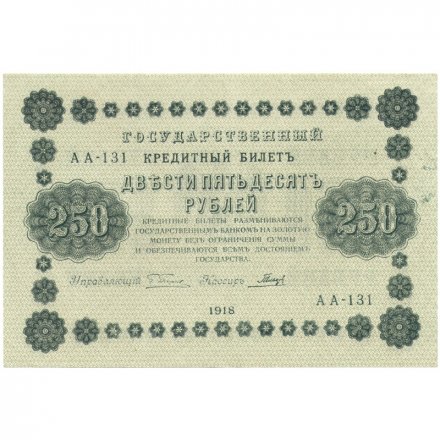 ГОСУДАРСТВЕННЫЙ
АА-131 КРЕДИТНЫЙ БИЛЕТЪ
ДВѢСТИ ПЯТЬДЕСЯТЬ
РУБЛЕЙ
250 250
КРЕДИТНЫЕ БИЛЕТЫ РАЗМѢНИВАЮТСЯ
ГОСУДАРСТВЕННЫМЪ БАНКОМЪ НА ЗОЛОТУЮ
МОНЕТУ БЕЗЪ ОГРАНИЧЕНІЯ СУММЫ
И ОБЕЗПЕЧИВАЮТСЯ ВСѢМЪ ДОСТОЯНІЕМЪ
ГОСУДАРСТВА.
Управляющій Кассиръ
АА-131
1918